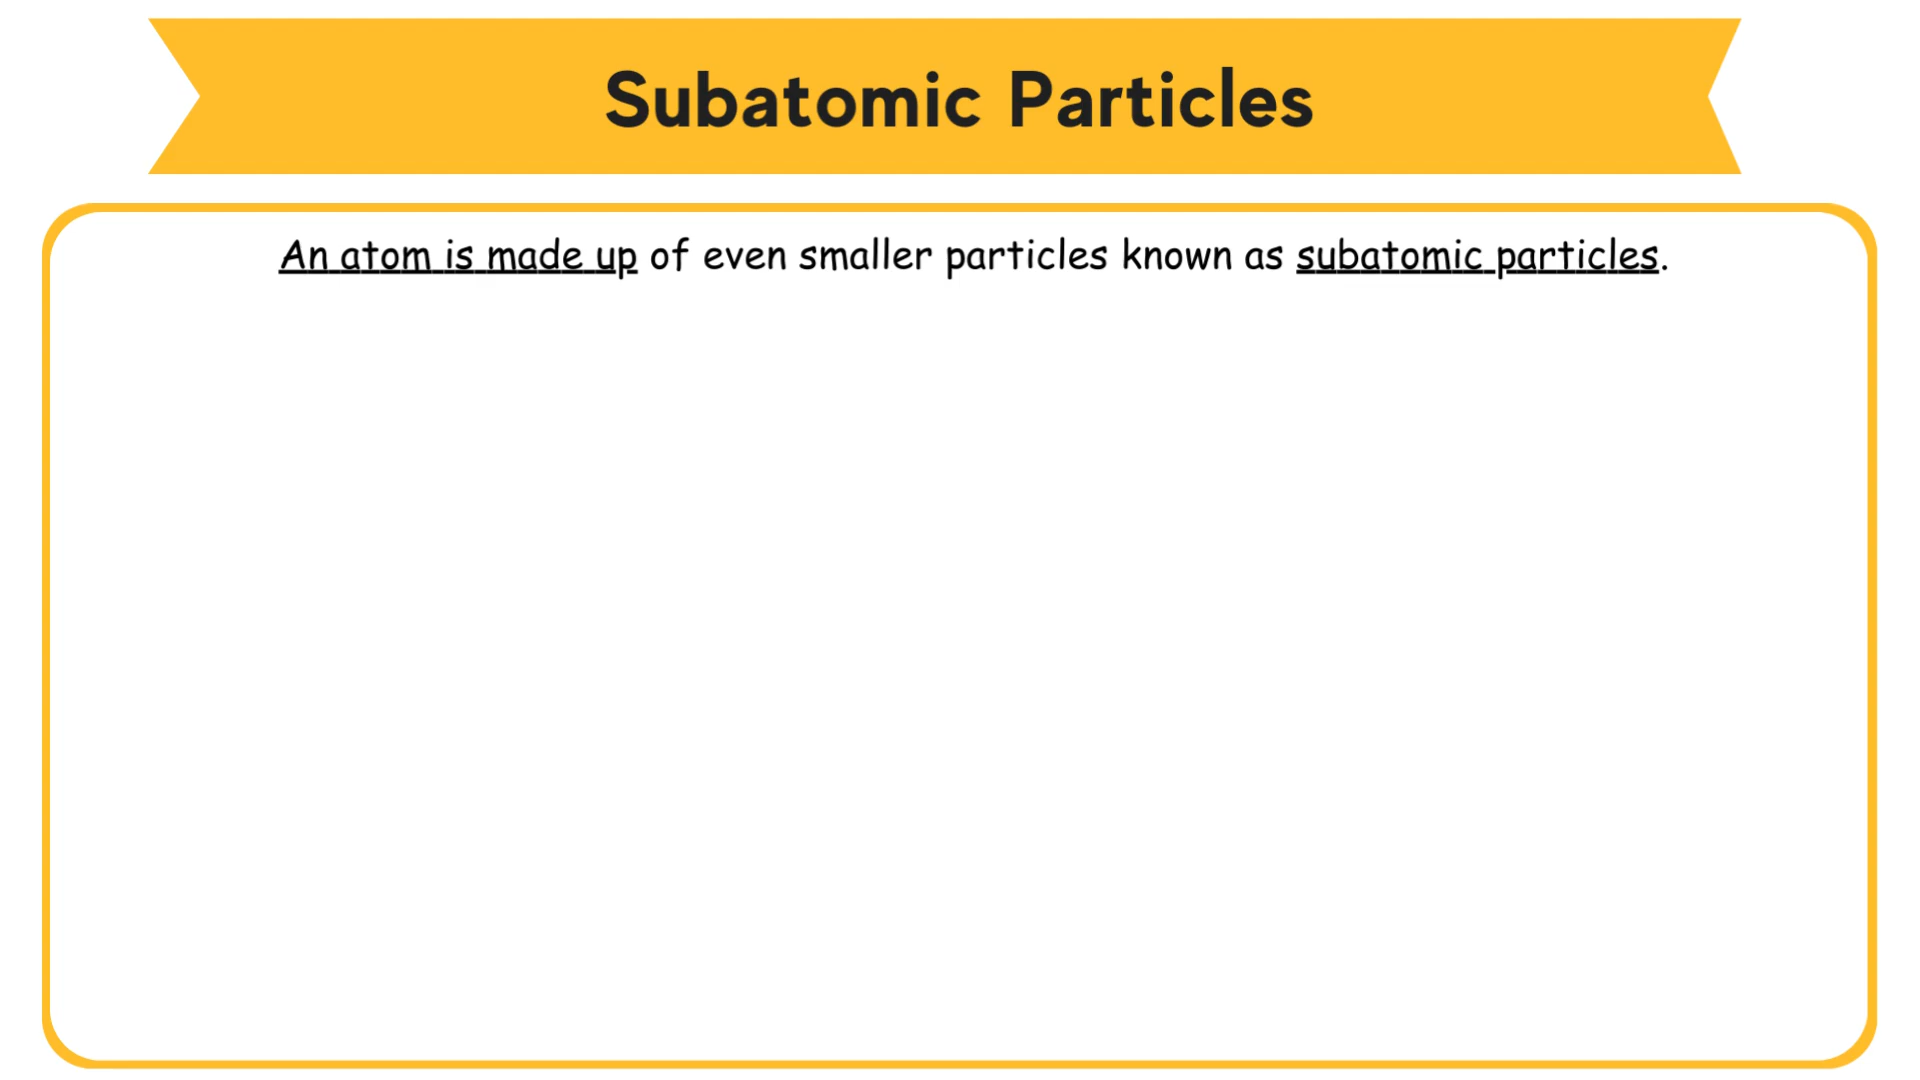 Subatomic Particles
An atom is made up of even smaller particles known as subatomic particles.